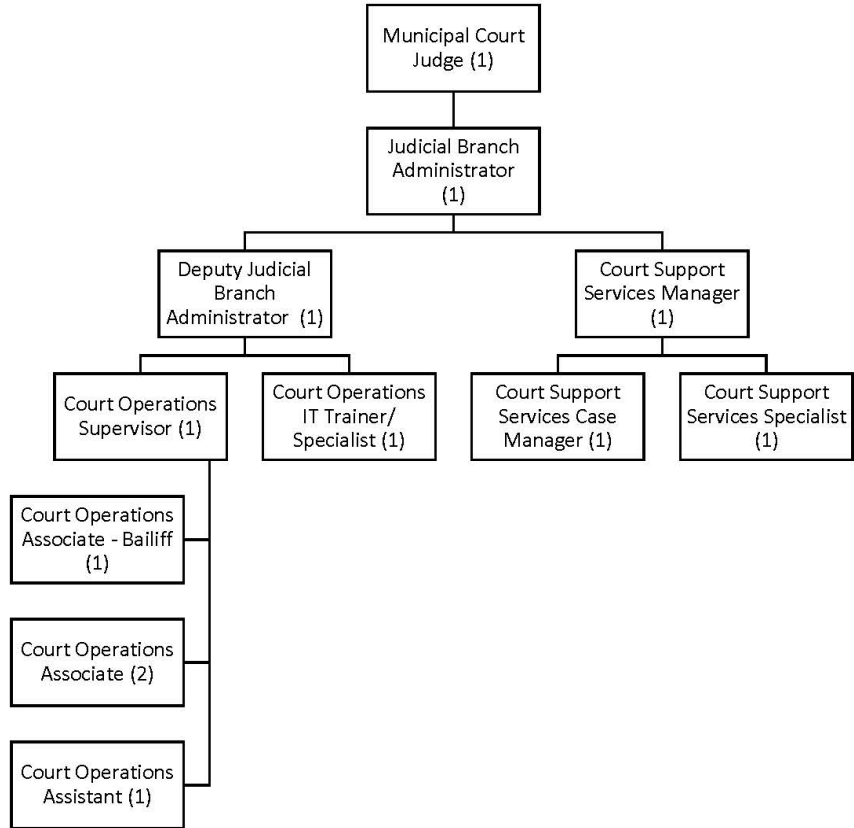 Municipal Court
Judge (1)
Judicial Branch
Administrator
(1)
Deputy Judicial
Branch
Administrator (1)
Court Support
Services Manager
(1)
Court Operations
Supervisor (1)
Court Operations
IT Trainer/
Specialist (1)
Court Support
Services Case
Manager (1)
Court Support
Services Specialist
(1)
Court Operations
Associate - Bailiff
(1)
Court Operations
Associate (2)
Court Operations
Assistant (1)